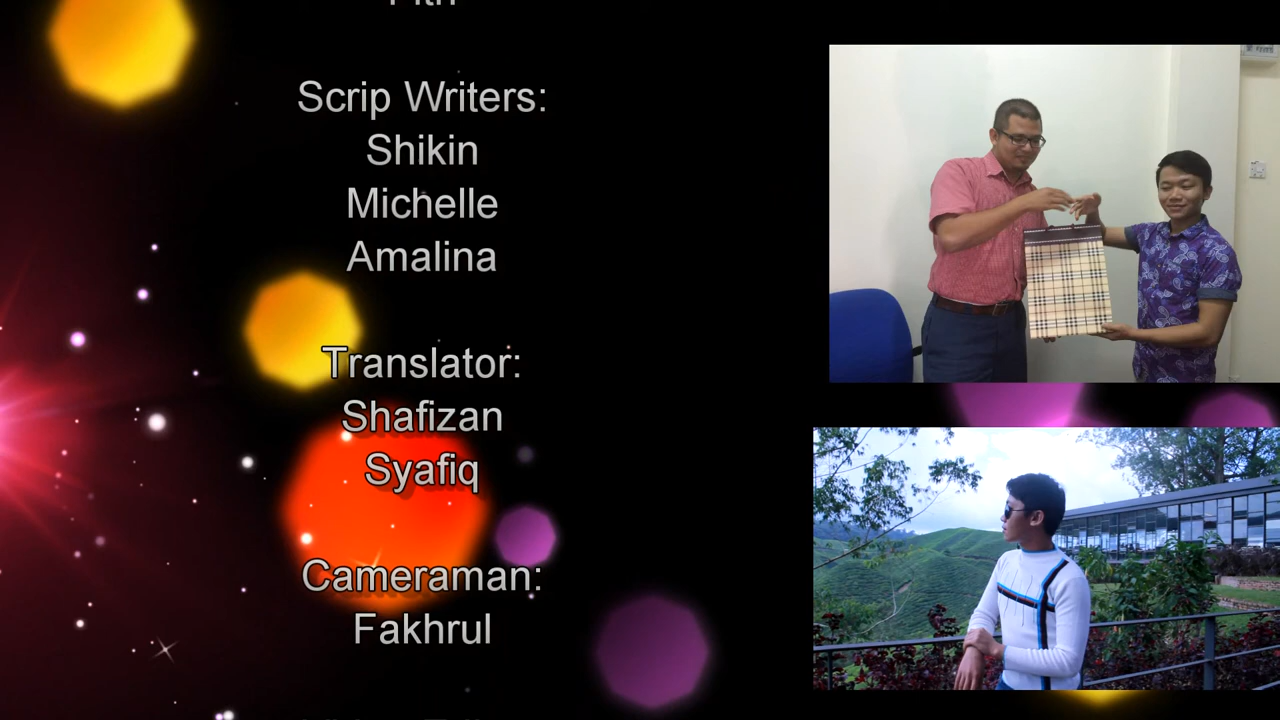 Scrip Writers:
Shikin
Michelle
Amalina
Translator:
Shafizan
Syafiq
Cameraman:
Fakhrul